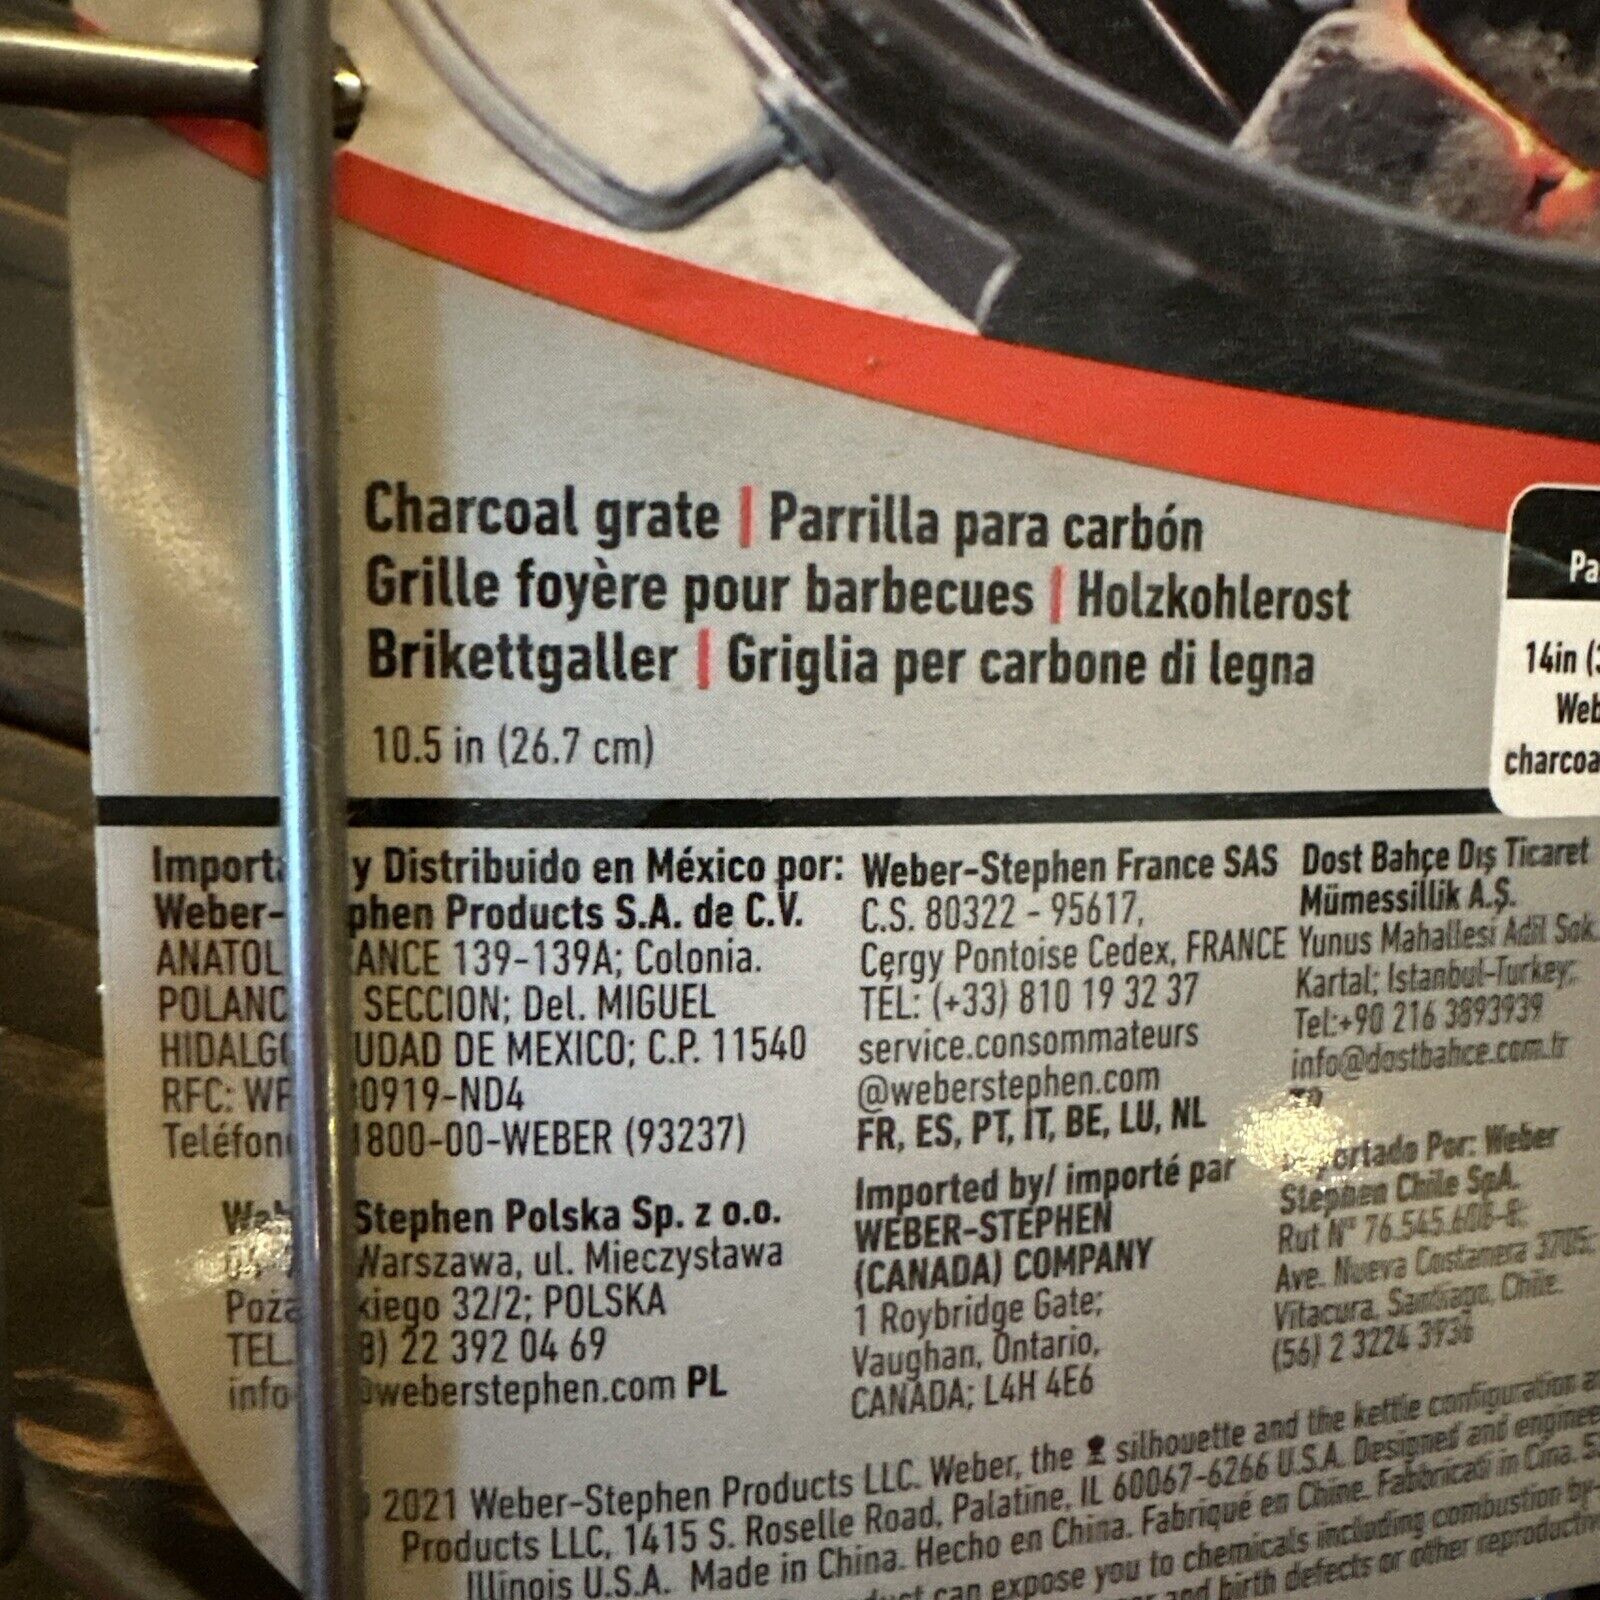 Charcoal grate | Parrilla para carbón
Grille foyère pour barbecues | Holzkohlerost
Brikettgaller | Griglia per carbone di legna
10.5 in (26.7 cm)
14in
charcoa
y Distribuido en México por:
Products S.A. de C.V.
139-139A; Colonia.
SECCION; Del. MIGUEL
DE MEXICO; C.P. 11540
RFC:
0919-ND4
1800-00-WEBER (93237)
Stephen Polska Sp. z o.o.
Warszawa, ul. Mieczysława
32/2; POLSKA
TEL.
22 392 04 69
weberstephen.com PL
Weber-Stephen France SAS
C.S. 80322 - 95617,
Cergy Pontoise Cedex, FRANCE
TEL: (+33) 810 19 32 37
service.consommateurs
@weberstephen.com
FR, ES, PT, IT, BE, LU, NL
Imported by/ importé par
WEBER-STEPHEN
(CANADA) COMPANY
1 Roybridge Gate;
Vaughan, Ontario,
CANADA; L4H 4E6
Dost Bahçe Dış Ticaret
Mümessillik A.Ş.
Yunus Mahallesi Adil Sok.
Kartal; Istanbul-Turkey;
Tel:+90 216 3893939
info@dostbahce.com.tr
Por: Weber
Stephen Chile SpA.
Rut N° 76.545.608-8;
Ave. Nueva Costanera 3705;
Vitacura, Santiago, Chile.
(56) 2 3224 3936
2021 Weber-Stephen Products LLC. Weber, the silhouette and the kettle configuration
Products LLC, 1415 S. Roselle Road, Palatine, IL 60067-6266 U.S.A. Designed and
Illinois U.S.A. Made in China. Hecho en China. Fabriqué en Chine. Fabbricati in Cina.
can expose you to chemicals including combustion
and birth defects or other